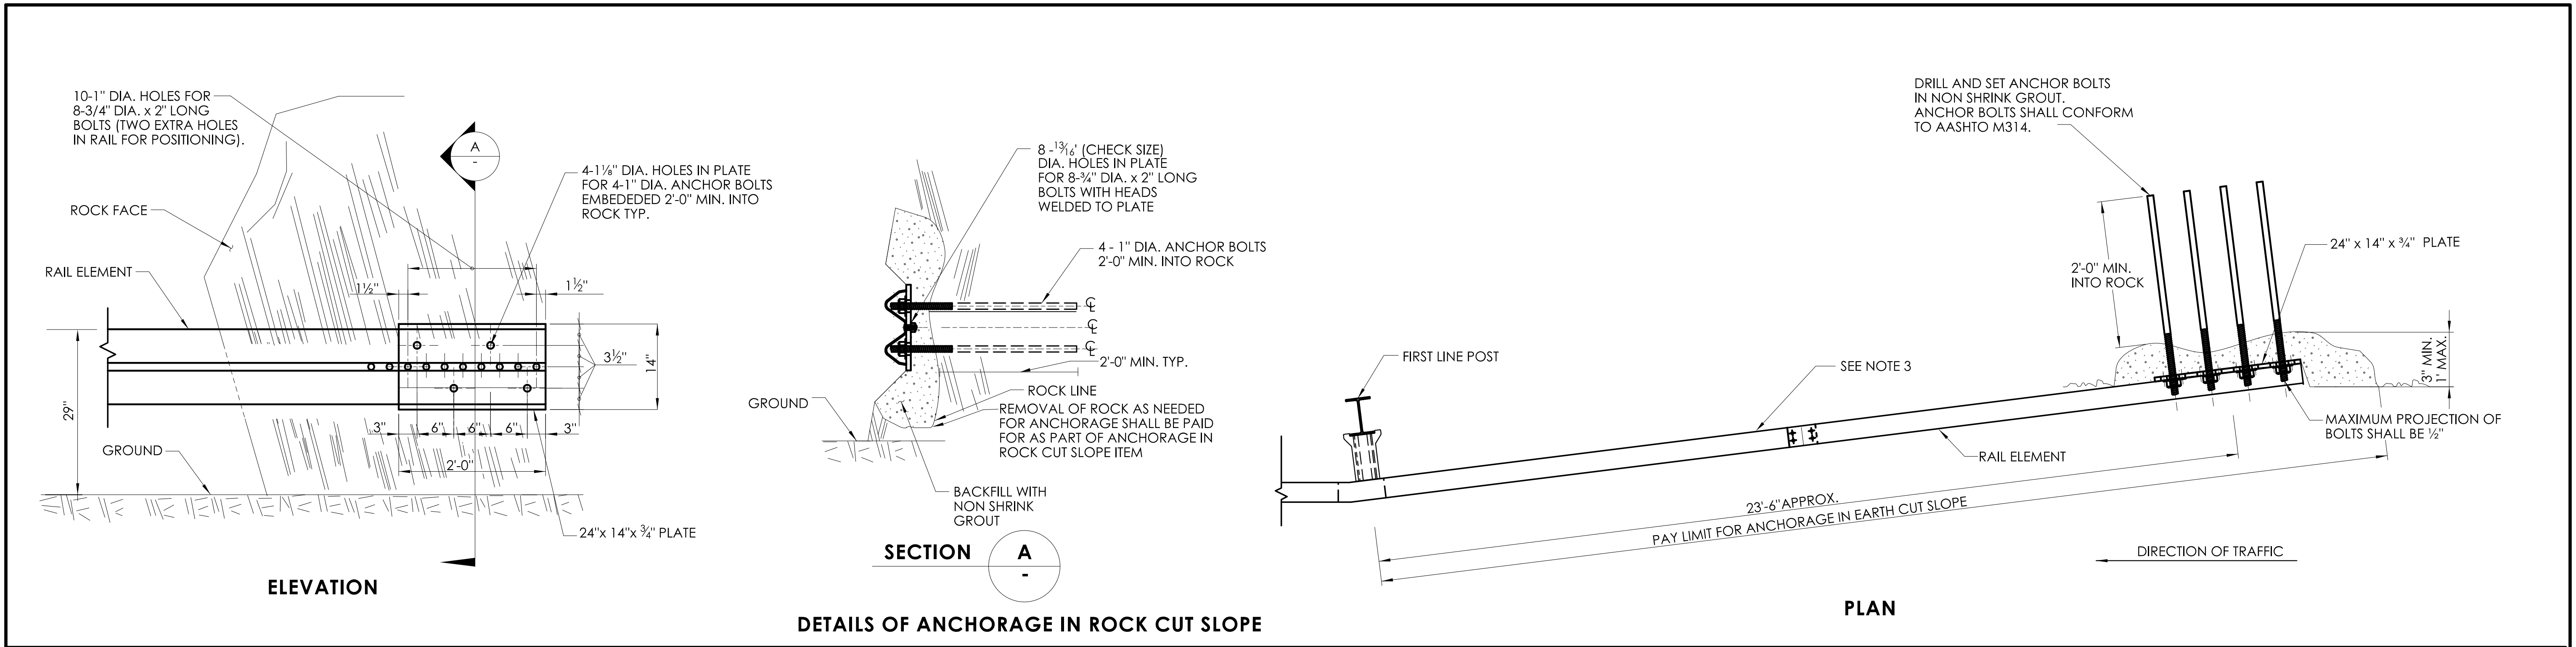 10-1" DIA. HOLES FOR
8-3/4" DIA. x 2" LONG
BOLTS (TWO EXTRA HOLES
IN RAIL FOR POSITIONING).
A
-
4-1⅛" DIA. HOLES IN PLATE
FOR 4-1" DIA. ANCHOR BOLTS
EMBEDEDED 2'-0" MIN. INTO
ROCK TYP.
ROCK FACE
RAIL ELEMENT
1½"
1½"
3½"
14"
29"
3"
6"
6"
6"
3"
2'-0"
GROUND
24"x 14"x ¾" PLATE
ELEVATION
8 -13⁄16' (CHECK SIZE)
DIA. HOLES IN PLATE
FOR 8-¾" DIA. x 2" LONG
BOLTS WITH HEADS
WELDED TO PLATE
4 - 1" DIA. ANCHOR BOLTS
2'-0" MIN. INTO ROCK
℄
℄
℄
2'-0" MIN. TYP.
ROCK LINE
GROUND
REMOVAL OF ROCK AS NEEDED
FOR ANCHORAGE SHALL BE PAID
FOR AS PART OF ANCHORAGE IN
ROCK CUT SLOPE ITEM
BACKFILL WITH
NON SHRINK
GROUT
SECTION
A
-
DETAILS OF ANCHORAGE IN ROCK CUT SLOPE
DRILL AND SET ANCHOR BOLTS
IN NON SHRINK GROUT.
ANCHOR BOLTS SHALL CONFORM
TO AASHTO M314.
24" x 14" x ¾" PLATE
2'-0" MIN.
INTO ROCK
3" MIN.
1' MAX.
FIRST LINE POST
SEE NOTE 3
MAXIMUM PROJECTION OF
BOLTS SHALL BE ½"
RAIL ELEMENT
23'-6"APPROX.
PAY LIMIT FOR ANCHORAGE IN EARTH CUT SLOPE
DIRECTION OF TRAFFIC
PLAN